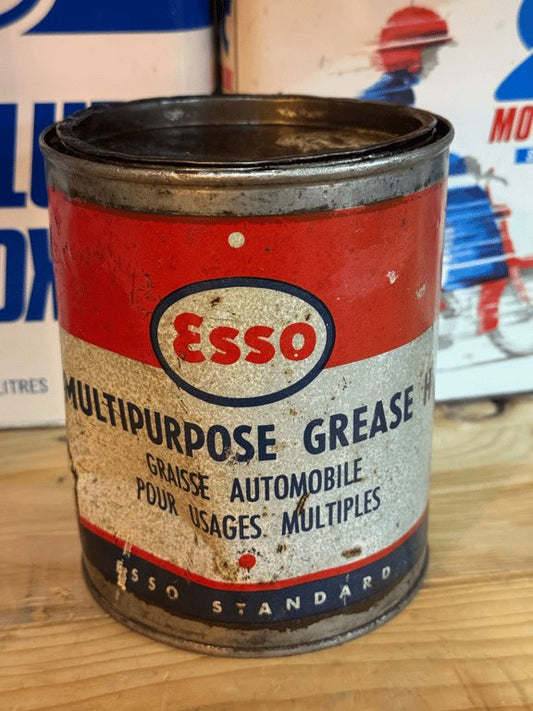 Esso
MULTIPURPOSE GREASE H
GRAISSE AUTOMOBILE
POUR USAGES MULTIPLES
ESSO STANDARD
LITRES
MO